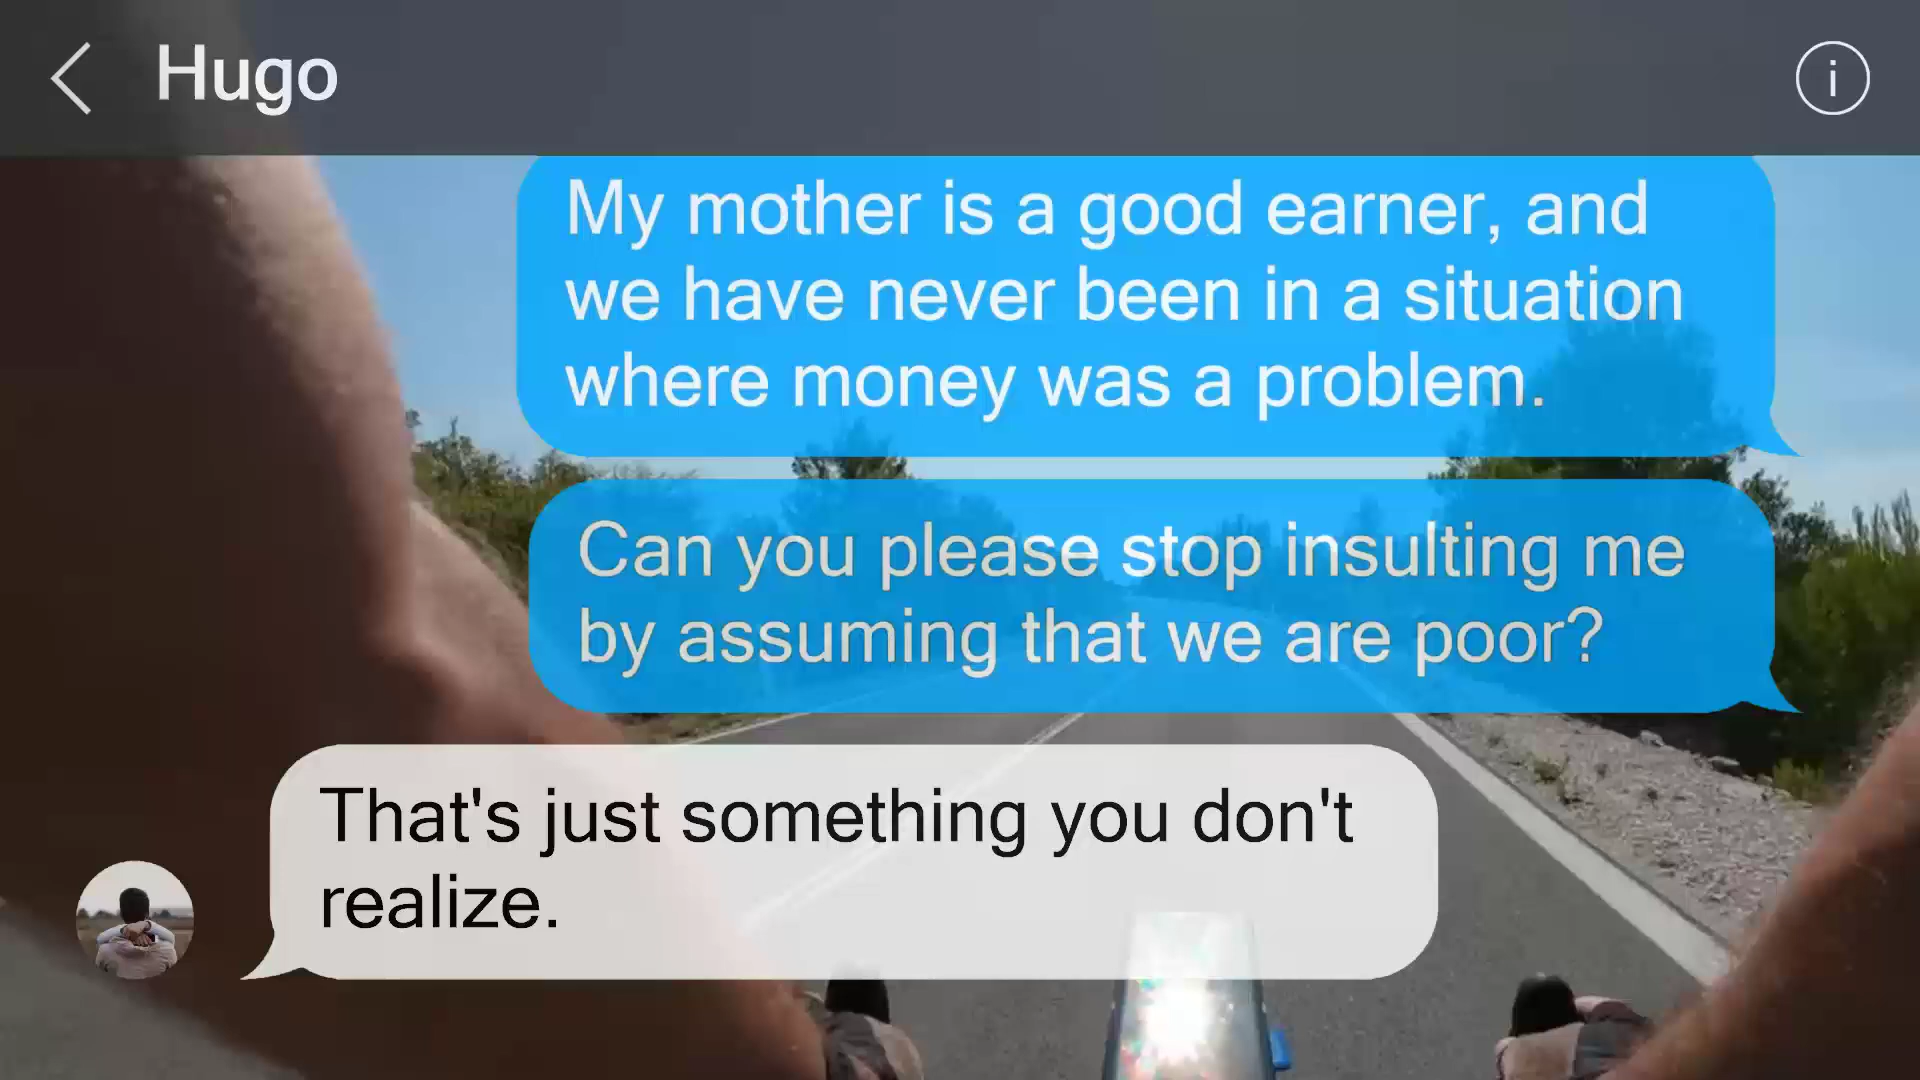 Hugo
My mother is a good earner, and
we have never been in a situation
where money was a problem.
Can you please stop insulting me
by assuming that we are poor?
That's just something you don't
realize.